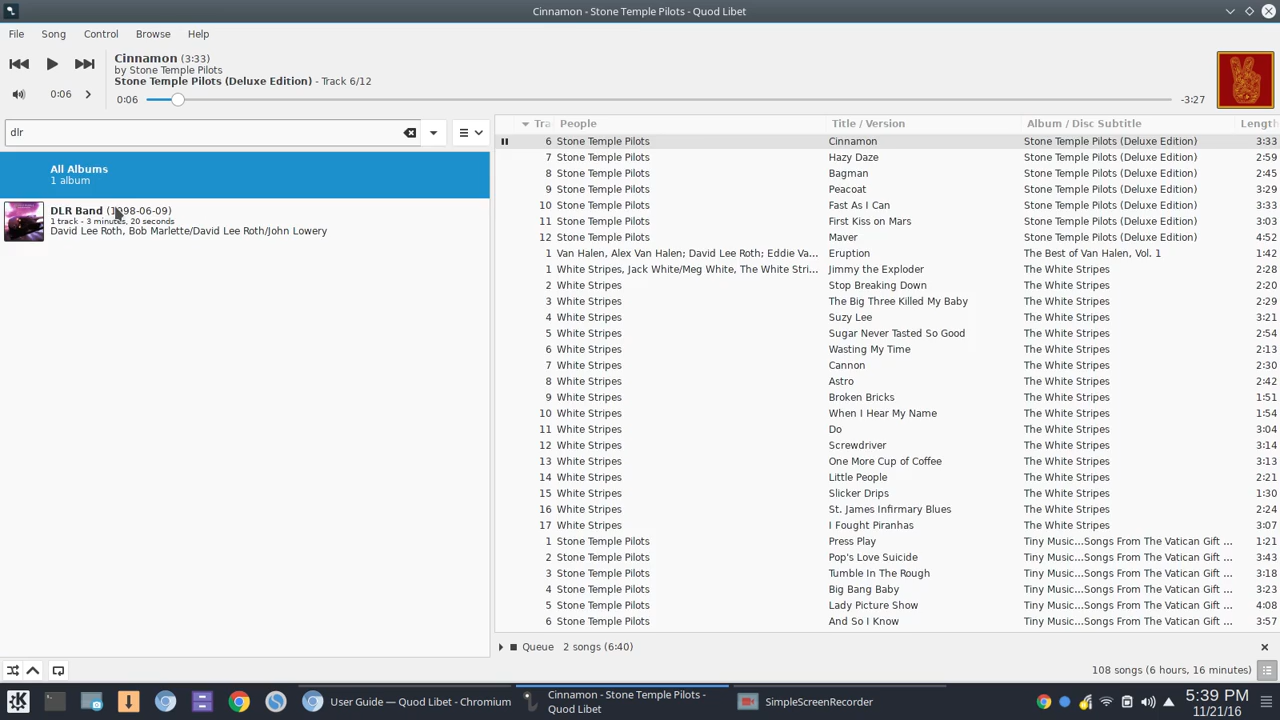 Cinnamon - Stone Temple Pilots - Quod Libet
File Song Control Browse Help
Cinnamon (3:33)
by Stone Temple Pilots
Stone Temple Pilots (Deluxe Edition) - Track 6/12
0:06 0:06 -3:27
dlr
All Albums
1 album
DLR Band (1998-06-09)
1 track - 3 minutes, 20 seconds
David Lee Roth, Bob Marlette/David Lee Roth/John Lowery
Tra People Title / Version Album / Disc Subtitle Length
6 Stone Temple Pilots Cinnamon Stone Temple Pilots (Deluxe Edition) 3:33
7 Stone Temple Pilots Hazy Daze Stone Temple Pilots (Deluxe Edition) 2:59
8 Stone Temple Pilots Bagman Stone Temple Pilots (Deluxe Edition) 2:45
9 Stone Temple Pilots Peacoat Stone Temple Pilots (Deluxe Edition) 3:29
10 Stone Temple Pilots Fast As I Can Stone Temple Pilots (Deluxe Edition) 3:33
11 Stone Temple Pilots First Kiss on Mars Stone Temple Pilots (Deluxe Edition) 3:03
12 Stone Temple Pilots Maver Stone Temple Pilots (Deluxe Edition) 4:52
1 Van Halen, Alex Van Halen; David Lee Roth; Eddie Va... Eruption The Best of Van Halen, Vol. 1 1:42
1 White Stripes, Jack White/Meg White, The White Stri... Jimmy the Exploder The White Stripes 2:28
2 White Stripes Stop Breaking Down The White Stripes 2:20
3 White Stripes The Big Three Killed My Baby The White Stripes 2:29
4 White Stripes Suzy Lee The White Stripes 3:21
5 White Stripes Sugar Never Tasted So Good The White Stripes 2:54
6 White Stripes Wasting My Time The White Stripes 2:13
7 White Stripes Cannon The White Stripes 2:30
8 White Stripes Astro The White Stripes 2:42
9 White Stripes Broken Bricks The White Stripes 1:51
10 White Stripes When I Hear My Name The White Stripes 1:54
11 White Stripes Do The White Stripes 3:04
12 White Stripes Screwdriver The White Stripes 3:14
13 White Stripes One More Cup of Coffee The White Stripes 3:13
14 White Stripes Little People The White Stripes 2:21
15 White Stripes Slicker Drips The White Stripes 1:30
16 White Stripes St. James Infirmary Blues The White Stripes 2:24
17 White Stripes I Fought Piranhas The White Stripes 3:07
1 Stone Temple Pilots Press Play Tiny Music...Songs From The Vatican Gift ... 1:21
2 Stone Temple Pilots Pop's Love Suicide Tiny Music...Songs From The Vatican Gift ... 3:43
3 Stone Temple Pilots Tumble In The Rough Tiny Music...Songs From The Vatican Gift ... 3:18
4 Stone Temple Pilots Big Bang Baby Tiny Music...Songs From The Vatican Gift ... 3:23
5 Stone Temple Pilots Lady Picture Show Tiny Music...Songs From The Vatican Gift ... 4:08
6 Stone Temple Pilots And So I Know Tiny Music...Songs From The Vatican Gift ... 3:57
Queue 2 songs (6:40)
108 songs (6 hours, 16 minutes)
User Guide — Quod Libet - Chromium
Cinnamon - Stone Temple Pilots -
Quod Libet
SimpleScreenRecorder
5:39 PM
11/21/16